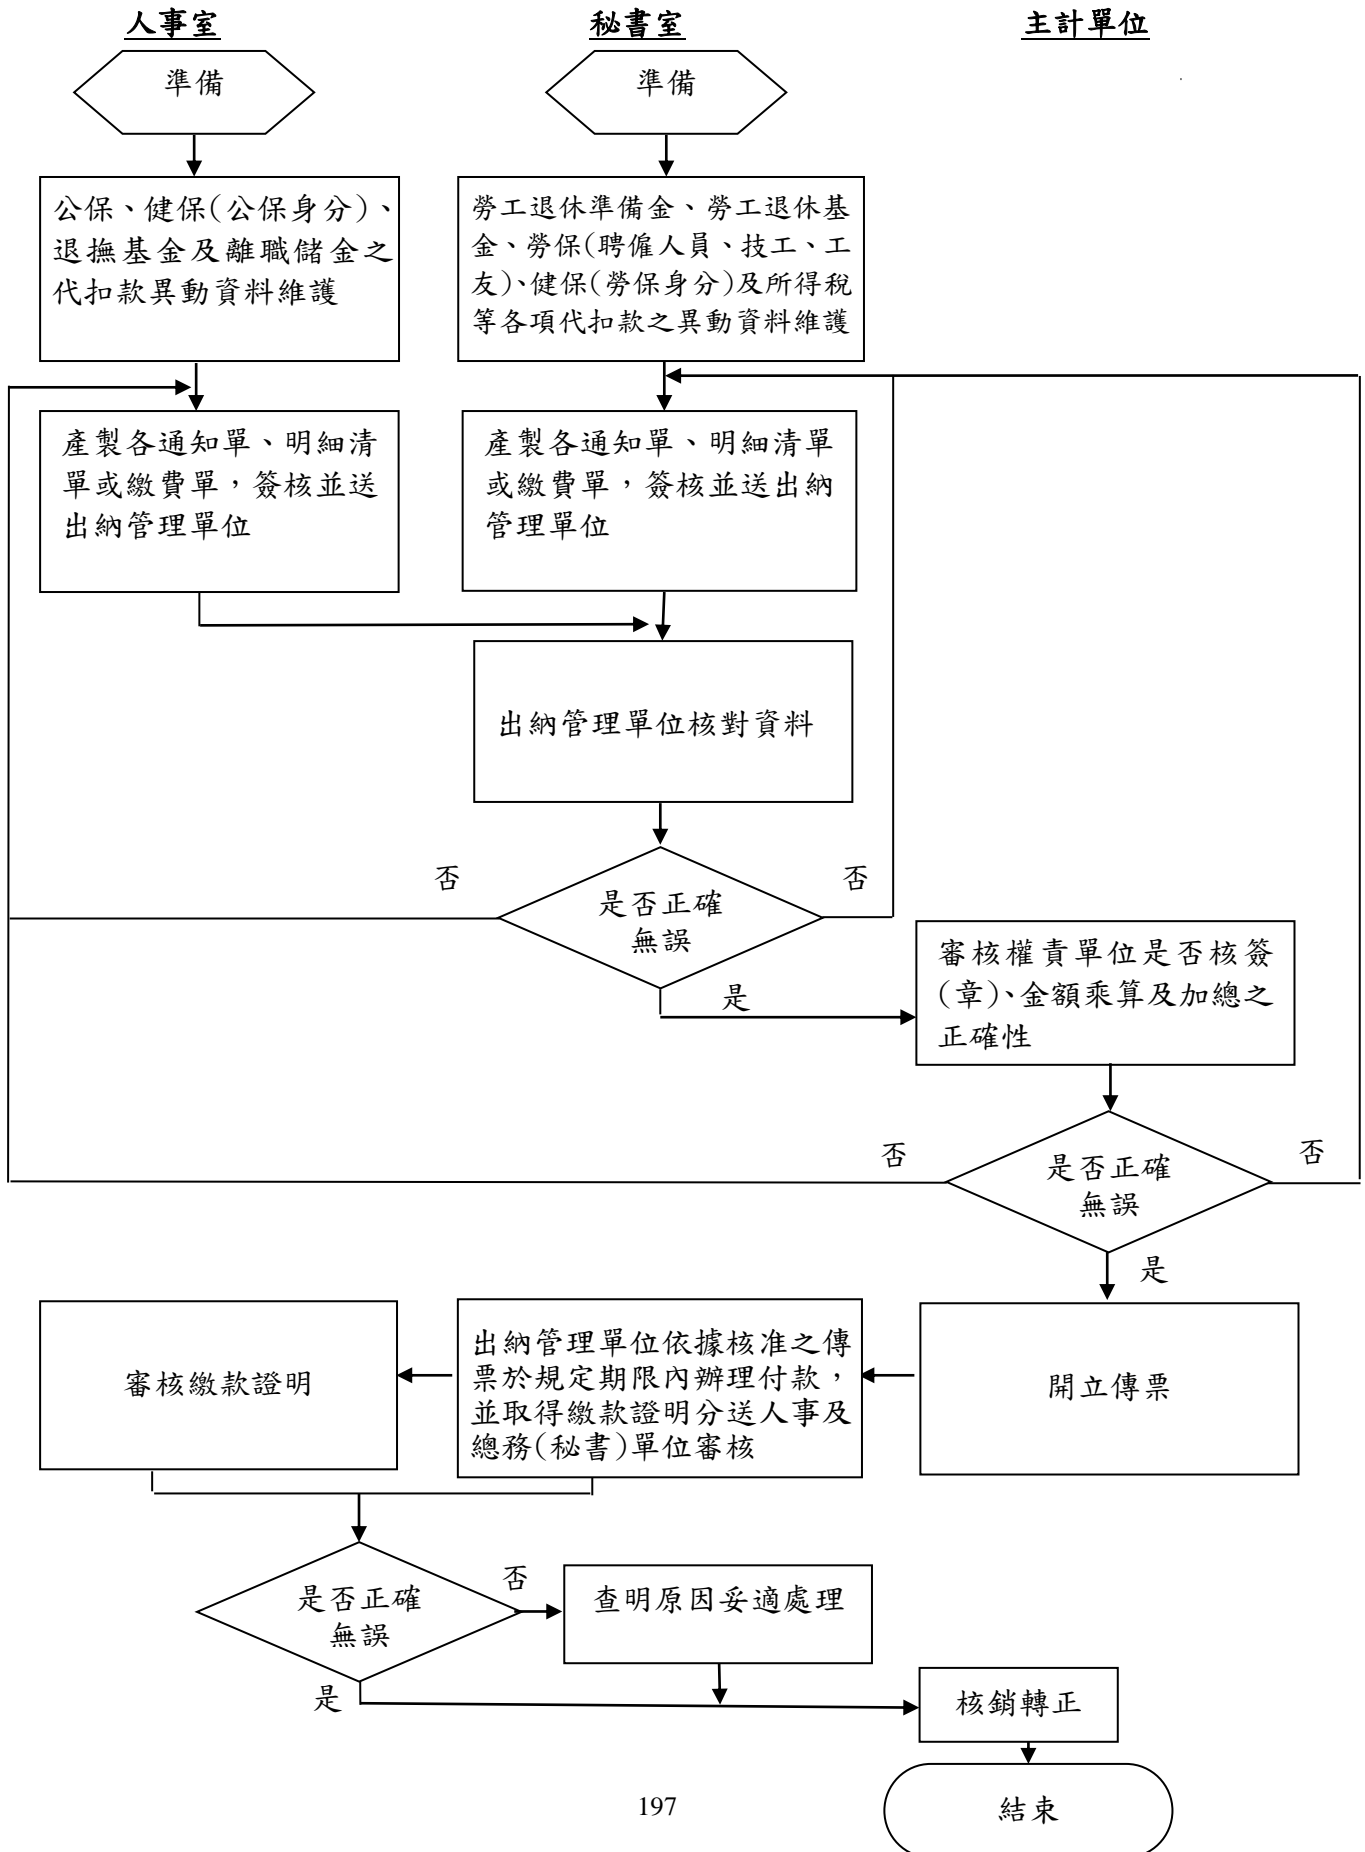 人事室
秘書室
主計單位
準備
準備
公保、健保(公保身分)、
退撫基金及離職儲金之
代扣款異動資料維護
勞工退休準備金、勞工退休基
金、勞保(聘僱人員、技工、工
友)、健保(勞保身分)及所得稅
等各項代扣款之異動資料維護
產製各通知單、明細清
單或繳費單，簽核並送
出納管理單位
產製各通知單、明細清單
或繳費單，簽核並送出納
管理單位
出納管理單位核對資料
否
是否正確
無誤
否
是
審核權責單位是否核簽
(章)、金額乘算及加總之
正確性
否
是否正確
無誤
否
是
審核繳款證明
出納管理單位依據核准之傳
票於規定期限內辦理付款，
並取得繳款證明分送人事及
總務(秘書)單位審核
開立傳票
是否正確
無誤
否
查明原因妥適處理
是
核銷轉正
結束
197